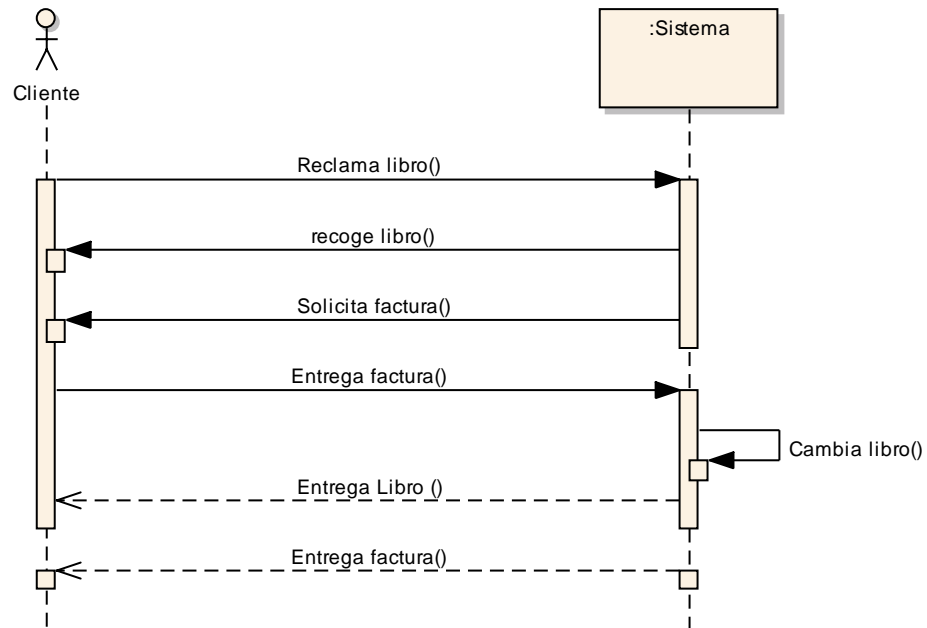 :Sistema
Cliente
Reclama libro()
recoge libro()
Solicita factura()
Entrega factura()
Cambia libro()
Entrega Libro ()
Entrega factura()